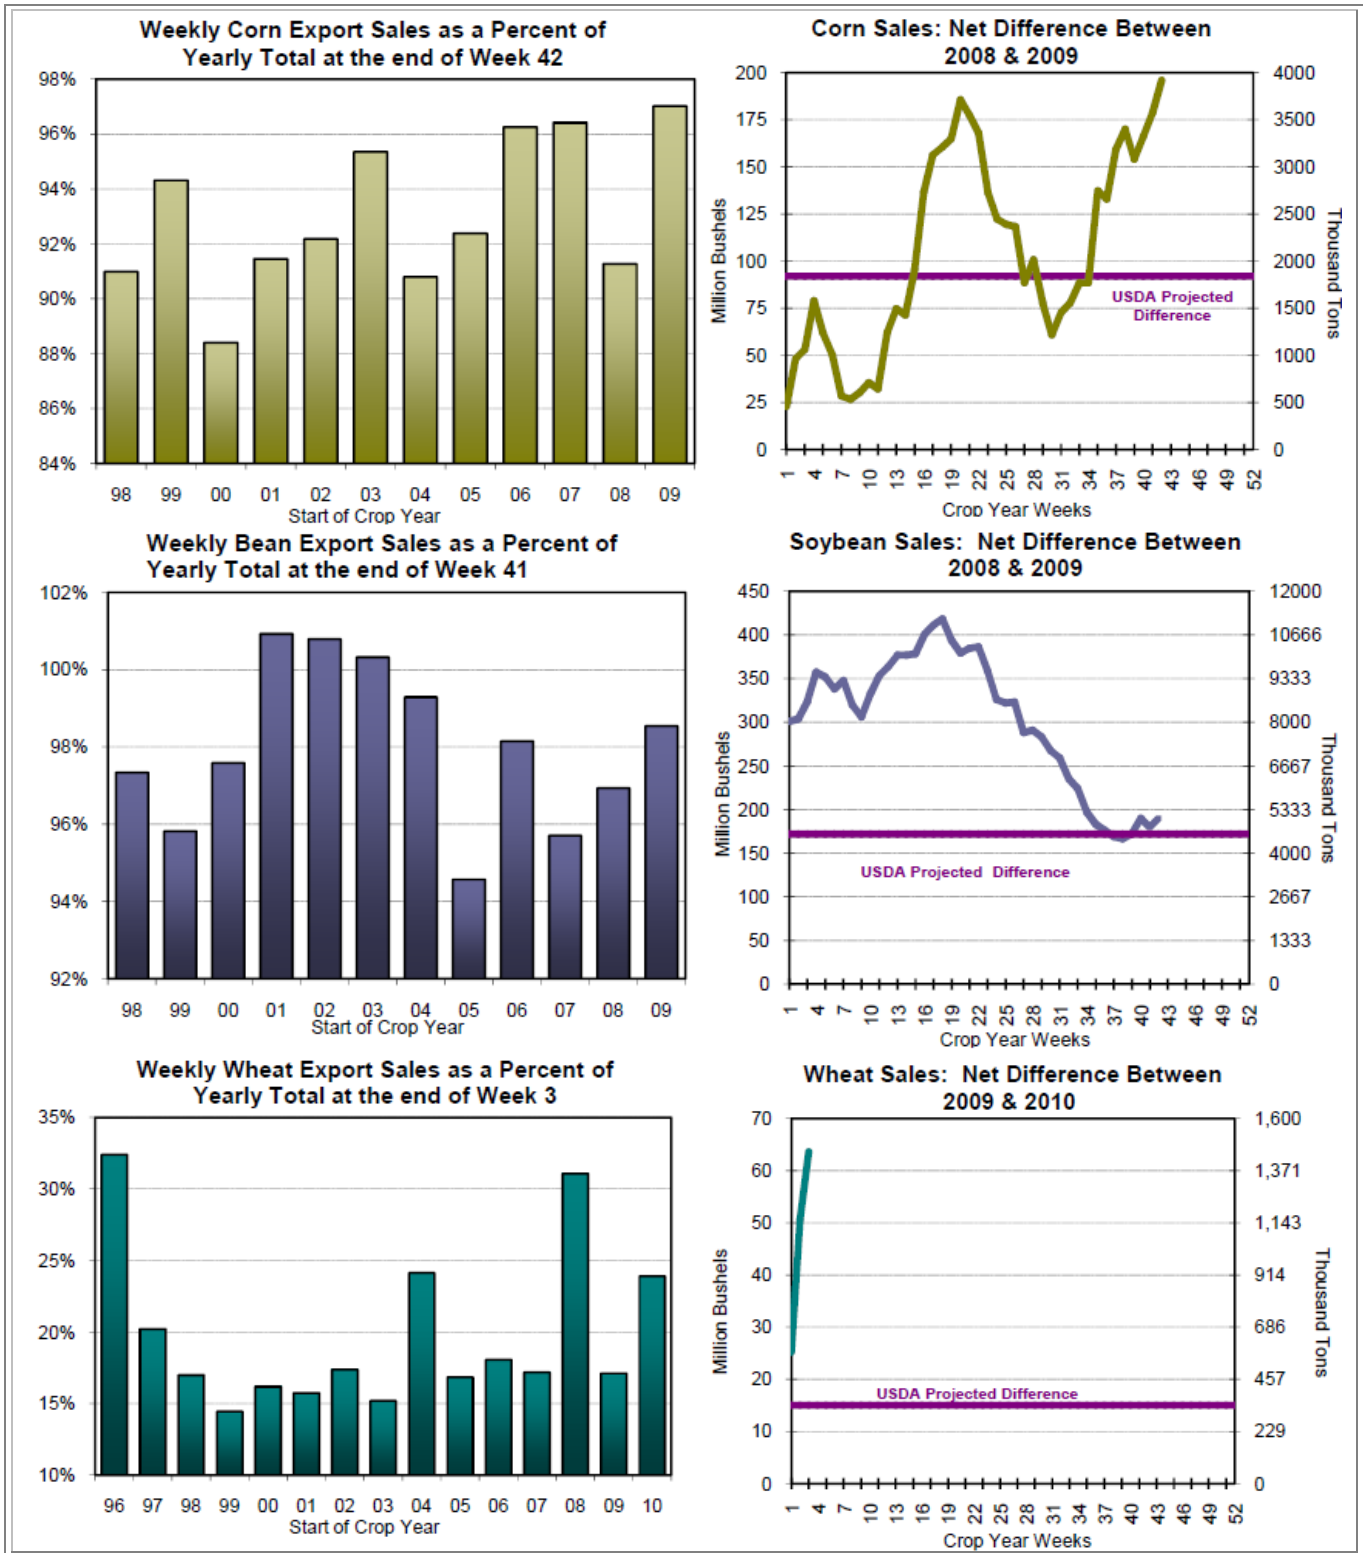 Weekly Corn Export Sales as a Percent of
Yearly Total at the end of Week 42
98%
96%
94%
92%
90%
88%
86%
84%
98 99 00 01 02 03 04 05 06 07 08 09
Start of Crop Year
Corn Sales: Net Difference Between
2008 & 2009
200
175
150
125
100
75
50
25
0
Million Bushels
4000
3500
3000
2500
2000
1500
1000
500
0
Thousand Tons
USDA Projected
Difference
1 4 7 10 13 16 19 22 25 28 31 34 37 40 43 46 49 52
Crop Year Weeks
Weekly Bean Export Sales as a Percent of
Yearly Total at the end of Week 41
102%
100%
98%
96%
94%
92%
98 99 00 01 02 03 04 05 06 07 08 09
Start of Crop Year
Soybean Sales: Net Difference Between
2008 & 2009
450
400
350
300
250
200
150
100
50
0
Million Bushels
12000
10666
9333
8000
6667
5333
4000
2667
1333
0
Thousand Tons
USDA Projected Difference
1 4 7 10 13 16 19 22 25 28 31 34 37 40 43 46 49 52
Crop Year Weeks
Weekly Wheat Export Sales as a Percent of
Yearly Total at the end of Week 3
35%
30%
25%
20%
15%
10%
96 97 98 99 00 01 02 03 04 05 06 07 08 09 10
Start of Crop Year
Wheat Sales: Net Difference Between
2009 & 2010
70
60
50
40
30
20
10
0
Million Bushels
1,600
1,371
1,143
914
686
457
229
0
Thousand Tons
USDA Projected Difference
1 4 7 10 13 16 19 22 25 28 31 34 37 40 43 46 49 52
Crop Year Weeks